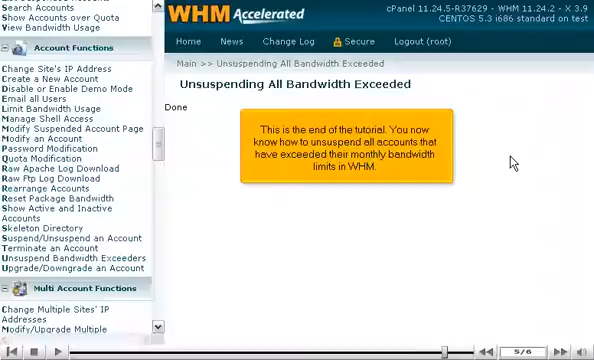 Search Accounts
Show Accounts over Quota
View Bandwidth Usage
Account Functions
Change Site's IP Address
Create a New Account
Disable or Enable Demo Mode
Email all Users
Limit Bandwidth Usage
Manage Shell Access
Modify Suspended Account Page
Modify an Account
Password Modification
Quota Modification
Raw Apache Log Download
Raw Ftp Log Download
Rearrange Accounts
Reset Package Bandwidth
Show Active and Inactive
Accounts
Skeleton Directory
Suspend/Unsuspend an Account
Terminate an Account
Unsuspend Bandwidth Exceeders
Upgrade/Downgrade an Account
Multi Account Functions
Change Multiple Sites' IP
Addresses
Modify/Upgrade Multiple
WHM Accelerated
cPanel 11.24.5-R37629 - WHM 11.24.2 - X 3.9
CENTOS 5.3 i686 standard on test
Home News Change Log Secure Logout (root)
Main >> Unsuspending All Bandwidth Exceeded
Unsuspending All Bandwidth Exceeded
Done
This is the end of the tutorial. You now
know how to unsuspend all accounts that
have exceeded their monthly bandwidth
limits in WHM.
5/6